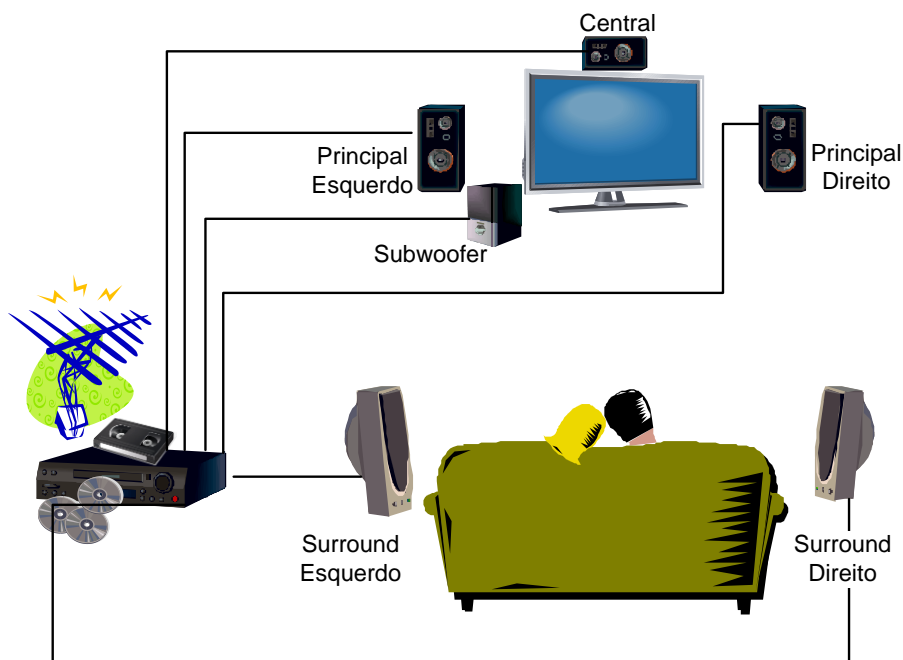 Central
Principal
Esquerdo
Principal
Direito
Subwoofer
Surround
Esquerdo
Surround
Direito